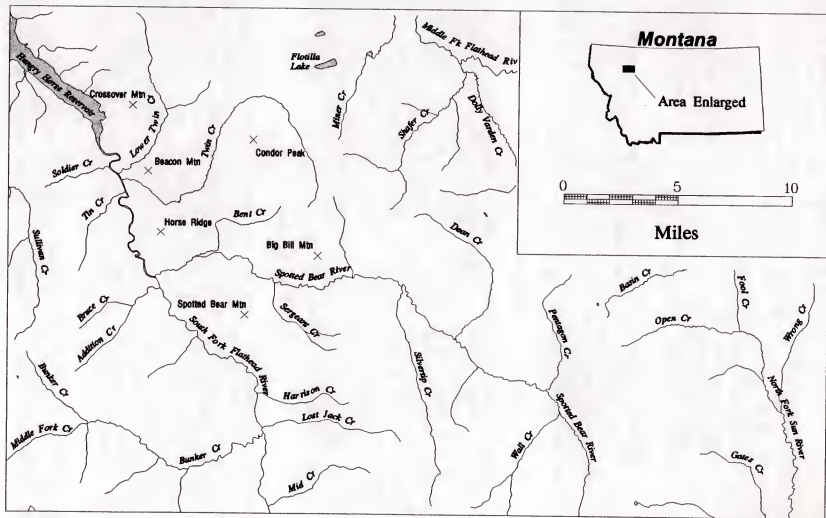 Montana
Area Enlarged
0
5
10
Miles
Hungry Horse Reservoir
Crossover Mtn
Lower Twin Cr
Soldier Cr
Beacon Mtn
Twin Cr
Condor Peak
Flotilla
Lake
Miner Cr
Middle Fk Flathead Riv
Shafer Cr
Dolly Varden Cr
Tin Cr
Sullivan Cr
Horse Ridge
Bent Cr
Big Bill Mtn
Spotted Bear River
Dean Cr
Bruce Cr
Addition Cr
Spotted Bear Mtn
Sergeant Cr
South Fork Flathead River
Silvertip Cr
Pentagon Cr
Basin Cr
Fool Cr
Open Cr
Wrong Cr
Bunker Cr
Harrison Cr
Lost Jack Cr
Middle Fork Cr
Bunker Cr
Mid Cr
Wall Cr
Spotted Bear River
North Fork Sun River
Gates Cr